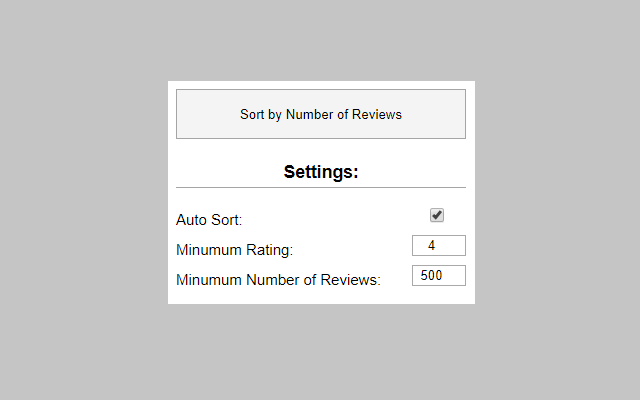 Sort by Number of Reviews
Settings:
Auto Sort:
Minumum Rating: 4
Minumum Number of Reviews: 500